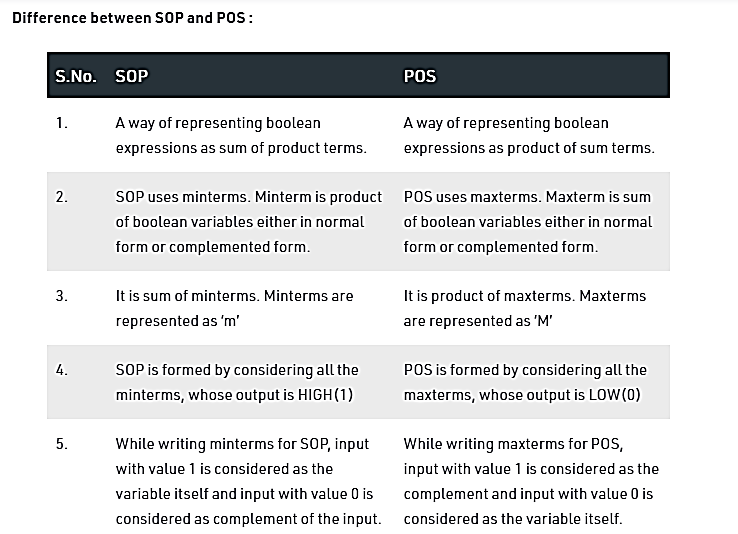 Difference between SOP and POS :
S.No. SOP POS
1. A way of representing boolean A way of representing boolean
expressions as sum of product terms. expressions as product of sum terms.
2. SOP uses minterms. Minterm is product POS uses maxterms. Maxterm is sum
of boolean variables either in normal of boolean variables either in normal
form or complemented form. form or complemented form.
3. It is sum of minterms. Minterms are It is product of maxterms. Maxterms
represented as ‘m’ are represented as ‘M’
4. SOP is formed by considering all the POS is formed by considering all the
minterms, whose output is HIGH(1) maxterms, whose output is LOW(0)
5. While writing minterms for SOP, input While writing maxterms for POS,
with value 1 is considered as the input with value 1 is considered as the
variable itself and input with value 0 is complement and input with value 0 is
considered as complement of the input. considered as the variable itself.